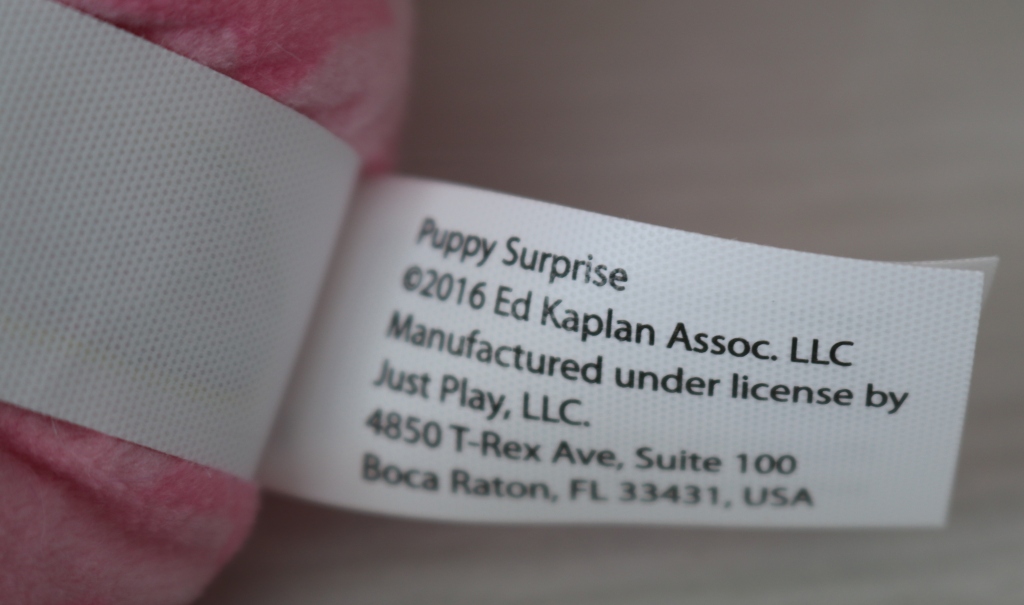 Puppy Surprise
©2016 Ed Kaplan Assoc. LLC
Manufactured under license by
Just Play, LLC.
4850 T-Rex Ave, Suite 100
Boca Raton, FL 33431, USA